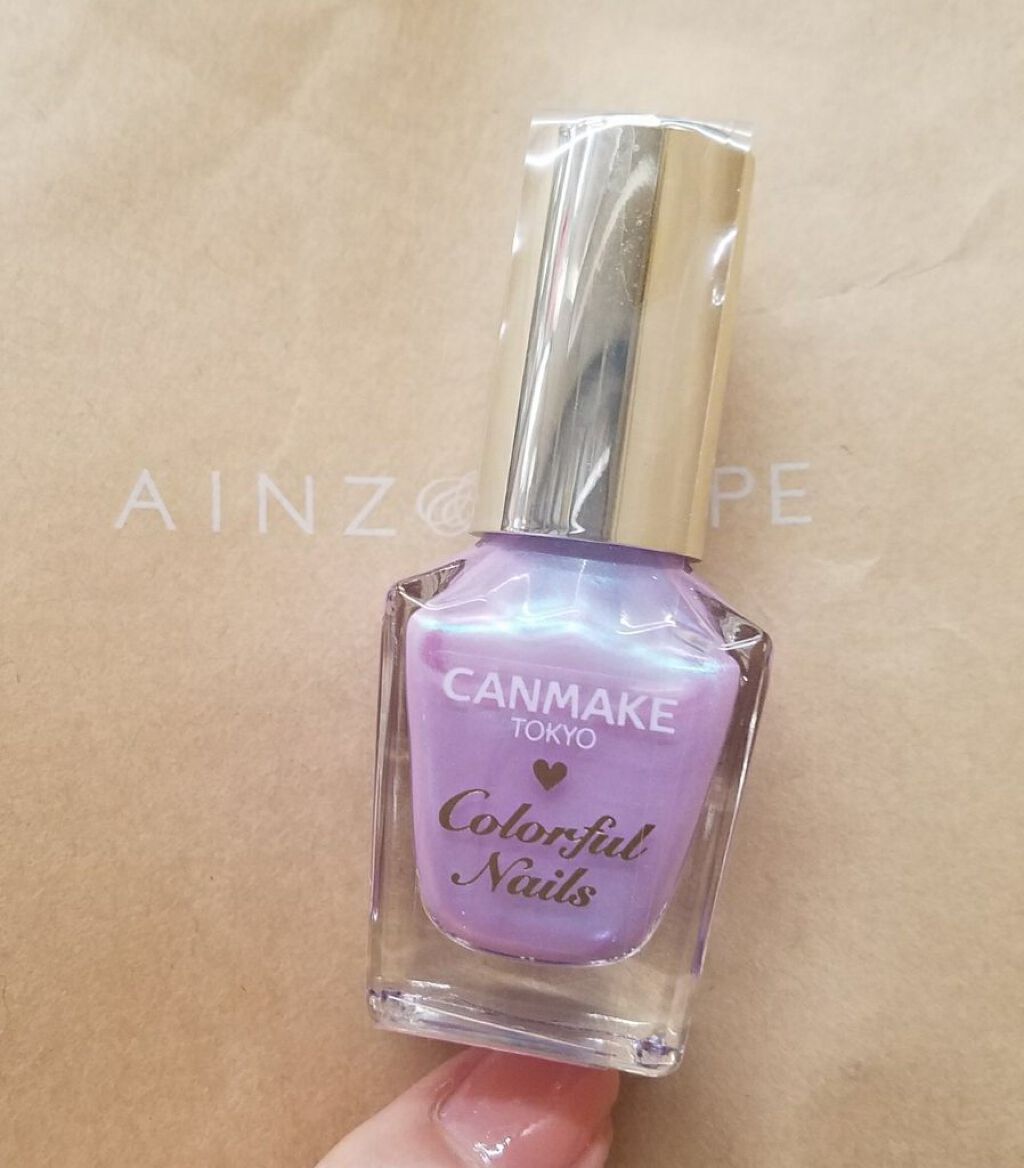 AINZ & PE
CANMAKE
TOKYO
Colorful
Nails